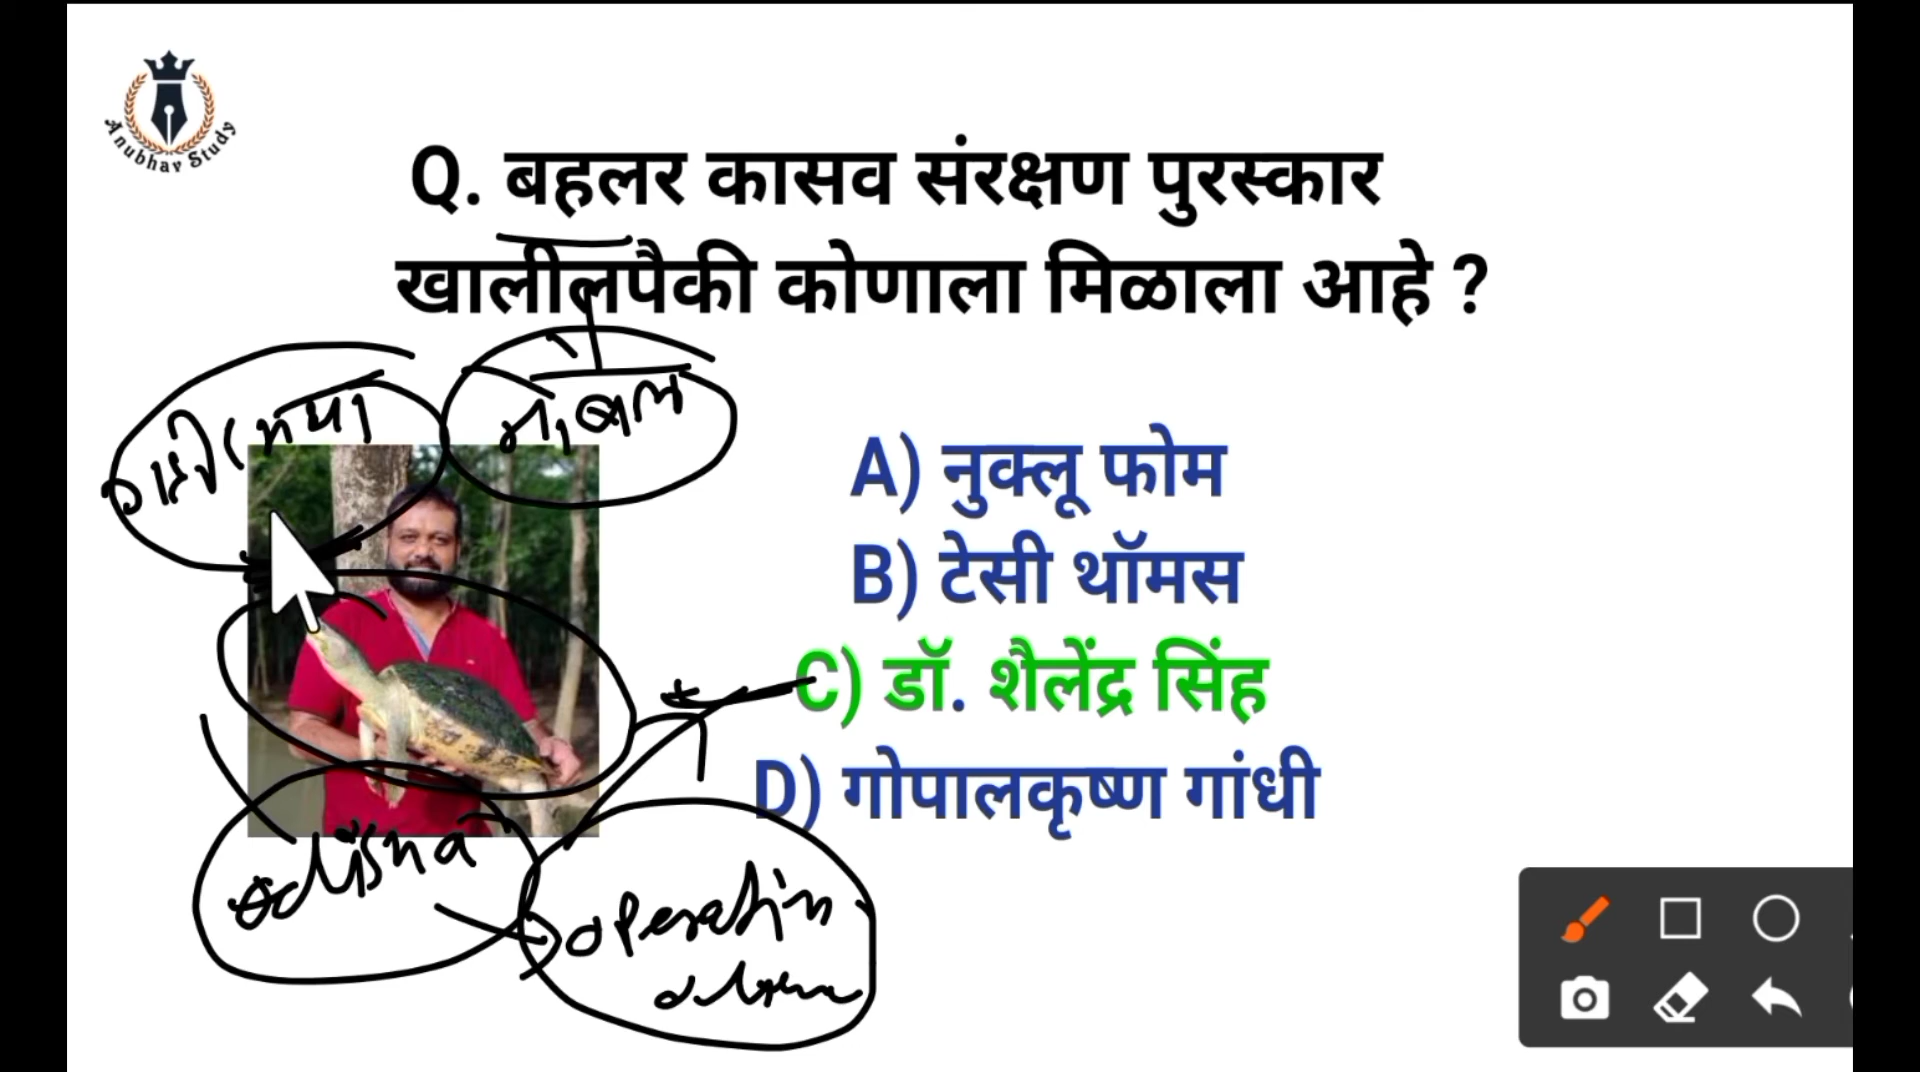 Anubhav Study
Q. बहलर कासव संरक्षण पुरस्कार
खालीलपैकी कोणाला मिळाला आहे ?
A) नुक्लू फोम
B) टेसी थॉमस
C) डॉ. शैलेंद्र सिंह
D) गोपालकृष्ण गांधी
odisha
operation